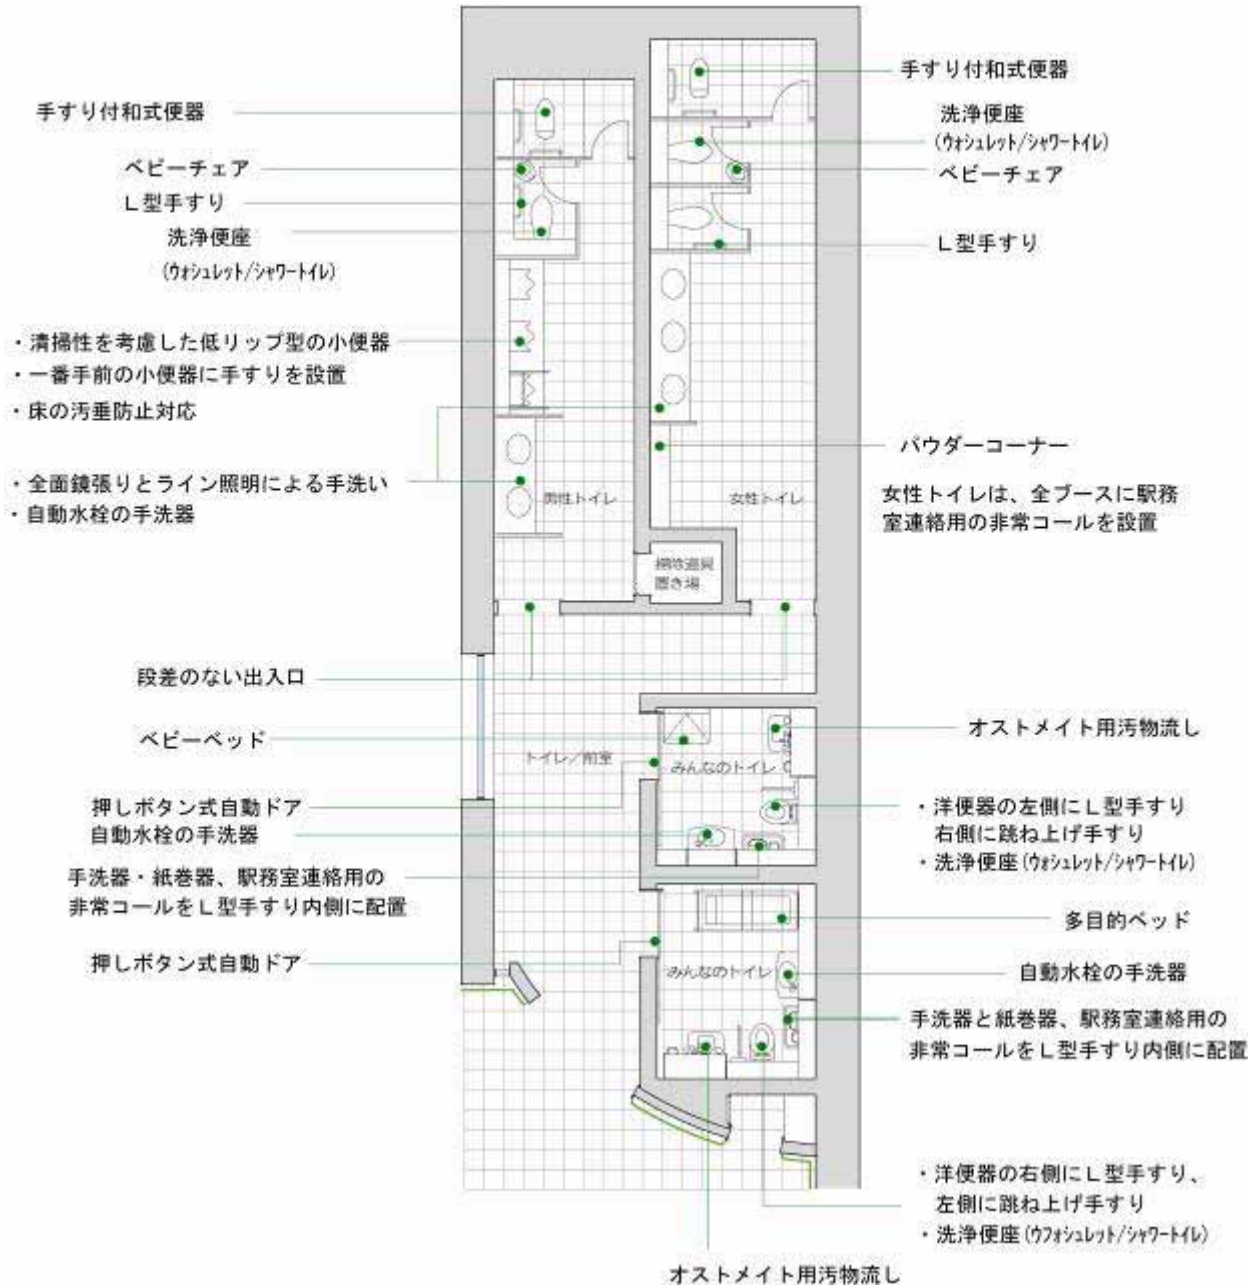 手すり付和式便器
ベビーチェア
L型手すり
洗浄便座
(ウォシュレット/シャワートイレ)
・清掃性を考慮した低リップ型の小便器
・一番手前の小便器に手すりを設置
・床の汚垂防止対応
・全面鏡張りとライン照明による手洗い
・自動水栓の手洗器
段差のない出入口
ベビーベッド
押しボタン式自動ドア
自動水栓の手洗器
手洗器・紙巻器、駅務室連絡用の
非常コールをL型手すり内側に配置
押しボタン式自動ドア
男性トイレ
女性トイレ
掃除道具
置き場
トイレ/前室
みんなのトイレ
みんなのトイレ
手すり付和式便器
洗浄便座
(ウォシュレット/シャワートイレ)
ベビーチェア
L型手すり
パウダーコーナー
女性トイレは、全ブースに駅務
室連絡用の非常コールを設置
オストメイト用汚物流し
・洋便器の左側にL型手すり
右側に跳ね上げ手すり
・洗浄便座(ウォシュレット/シャワートイレ)
多目的ベッド
自動水栓の手洗器
手洗器と紙巻器、駅務室連絡用の
非常コールをL型手すり内側に配置
・洋便器の右側にL型手すり、
左側に跳ね上げ手すり
・洗浄便座(ウフォシュレット/シャワートイレ)
オストメイト用汚物流し